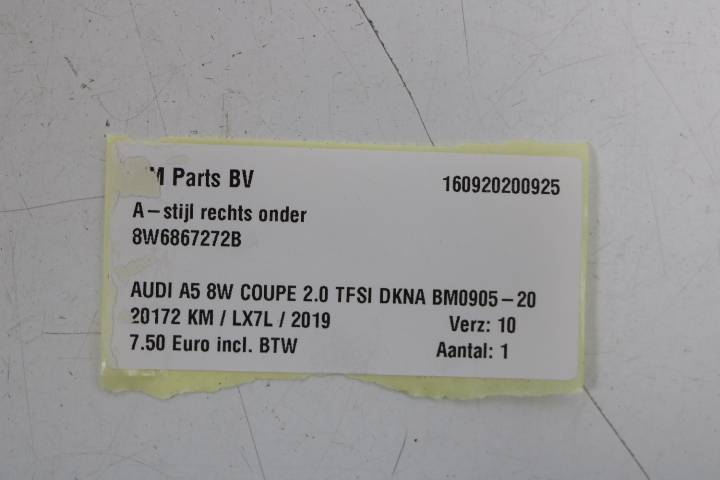 Parts BV 160920200925
A-stijl rechts onder
8W6867272B
AUDI A5 8W COUPE 2.0 TFSI DKNA BM0905-20
20172 KM / LX7L / 2019 Verz: 10
7.50 Euro incl. BTW Aantal: 1